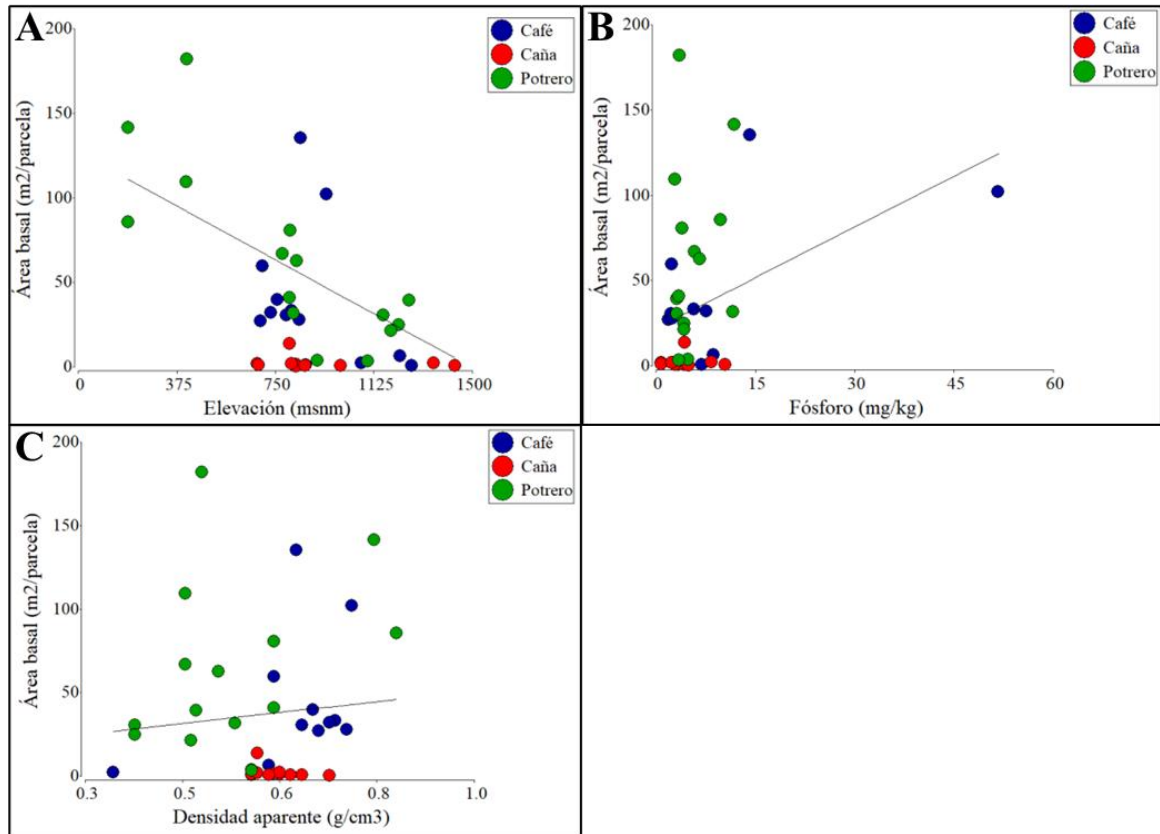 A
Área basal (m2/parcela)
200
150
100
50
0
0 375 750 1125 1500
Elevación (msnm)
Café
Caña
Potrero
B
Área basal (m2/parcela)
200
150
100
50
0
0 15 30 45 60
Fósforo (mg/kg)
Café
Caña
Potrero
C
Área basal (m2/parcela)
200
150
100
50
0
0.3 0.5 0.6 0.8 1.0
Densidad aparente (g/cm3)
Café
Caña
Potrero